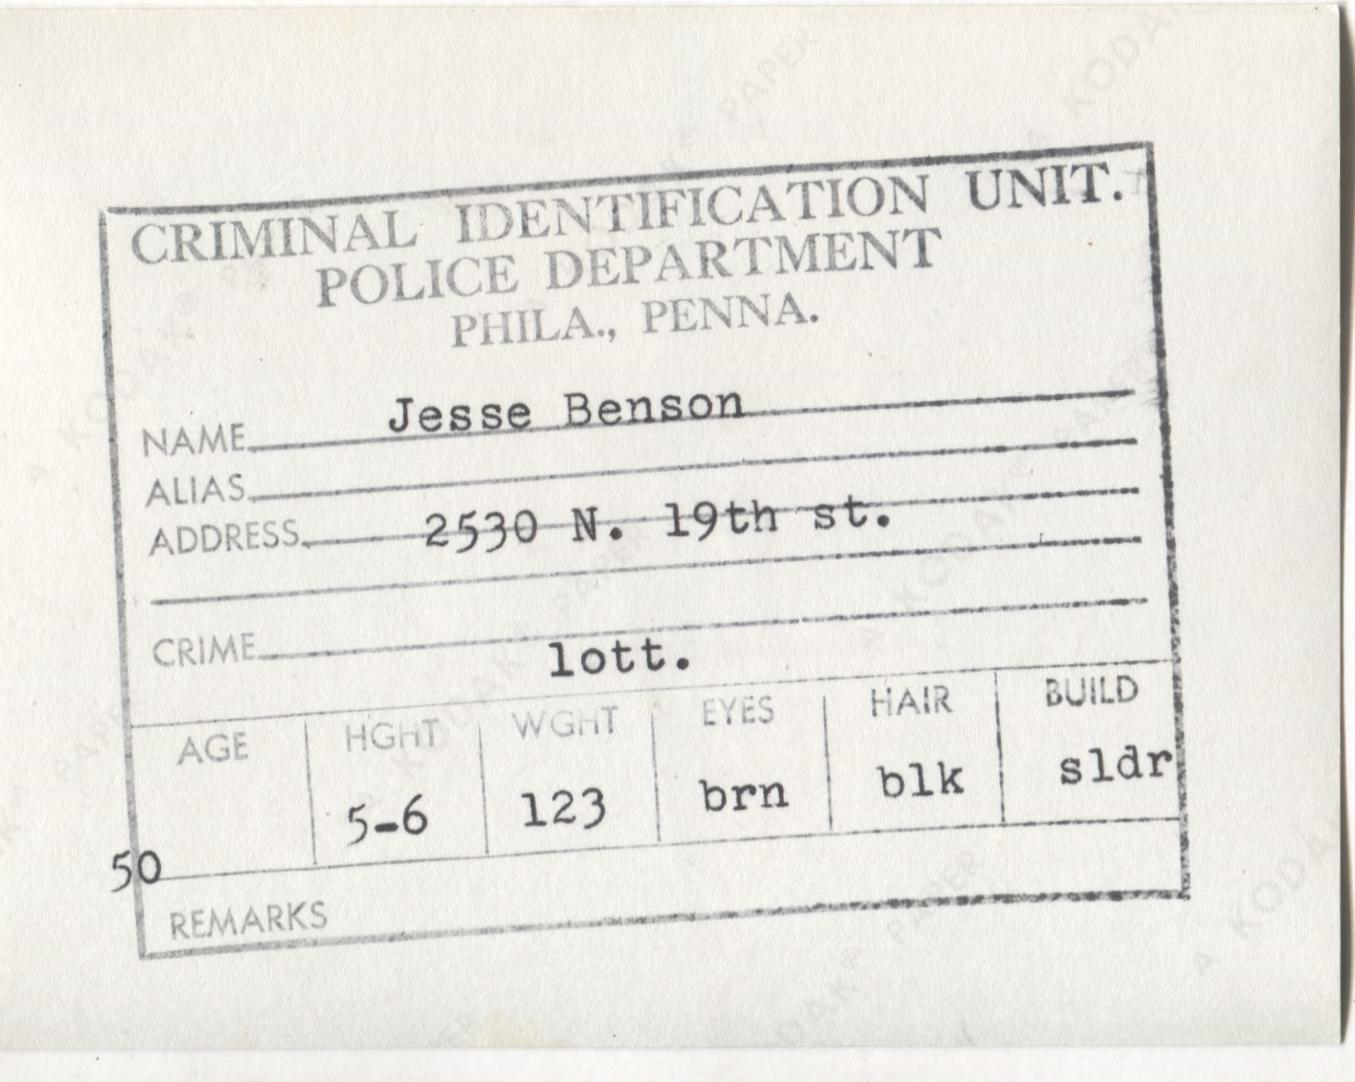 CRIMINAL IDENTIFICATION UNIT.
POLICE DEPARTMENT
PHILA., PENNA.
NAME Jesse Benson
ALIAS
ADDRESS 2530 N. 19th st.
CRIME lott.
AGE HGHT WGHT EYES HAIR BUILD
50 5-6 123 brn blk sldr
REMARKS